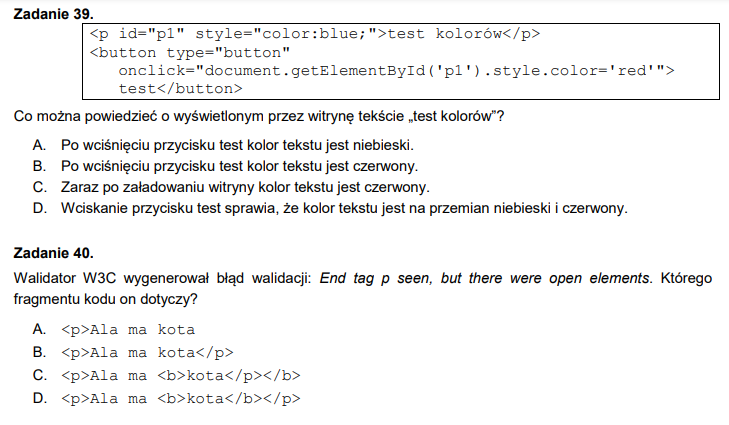 Zadanie 39.
<p id="p1" style="color:blue;">test kolorów</p>
<button type="button"
onclick="document.getElementById('p1').style.color='red'">
test</button>
Co można powiedzieć o wyświetlonym przez witrynę tekście „test kolorów”?
A. Po wciśnięciu przycisku test kolor tekstu jest niebieski.
B. Po wciśnięciu przycisku test kolor tekstu jest czerwony.
C. Zaraz po załadowaniu witryny kolor tekstu jest czerwony.
D. Wciskanie przycisku test sprawia, że kolor tekstu jest na przemian niebieski i czerwony.
Zadanie 40.
Walidator W3C wygenerował błąd walidacji: End tag p seen, but there were open elements. Którego
fragmentu kodu on dotyczy?
A. <p>Ala ma kota
B. <p>Ala ma kota</p>
C. <p>Ala ma <b>kota</p></b>
D. <p>Ala ma <b>kota</b></p>